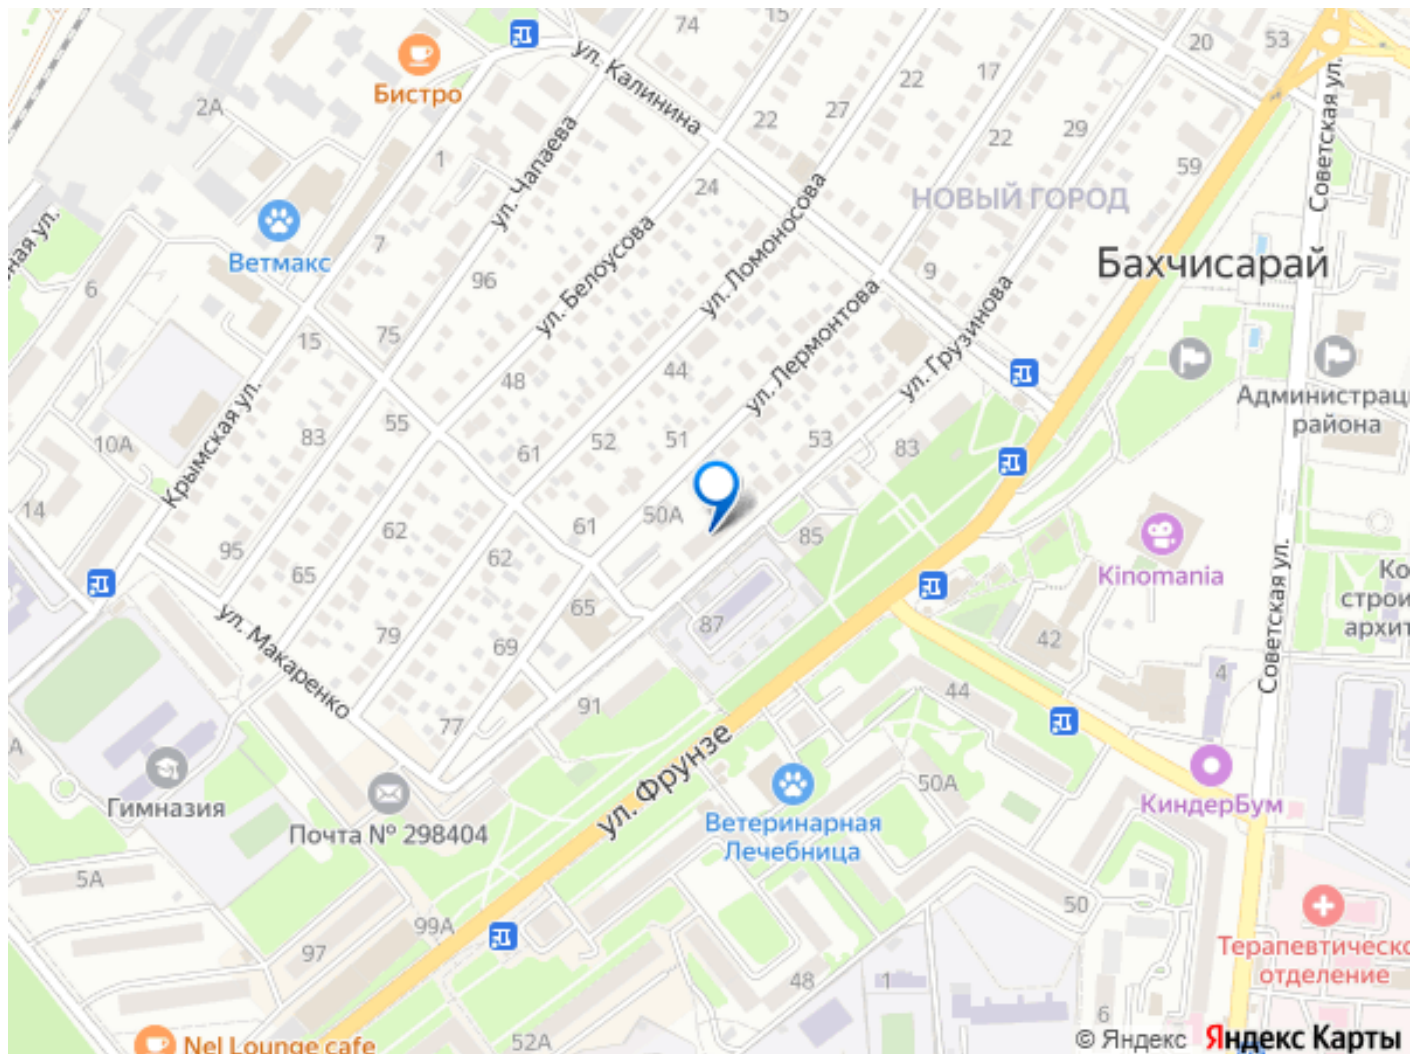 74
15
20
53
Бистро
ул. Калинина
22
17
2А
22
27
22
29
1
ул. Чапаева
59
Советская ул.
24
НОВЫЙ ГОРОД
ул. Ломоносова
7
Ветмакс
ул. Белоусова
96
9
Бахчисарай
6
75
15
ул. Лермонтова
ул. Грузинова
44
48
Администрац
района
Крымская ул.
83
55
10А
61
52
51
53
83
14
50А
61
62
62
95
65
85
Kinomania
Советская ул.
Ко
строи
архит
ул. Макаренко
65
87
79
69
42
4
44
77
91
ул. Фрунзе
А
Гимназия
Почта № 298404
50А
КиндерБум
Ветеринарная
Лечебница
5А
99А
97
50
Терапевтическо
отделение
48
1
6
52А
Nel Lounge cafe
© Яндекс Яндекс Карты